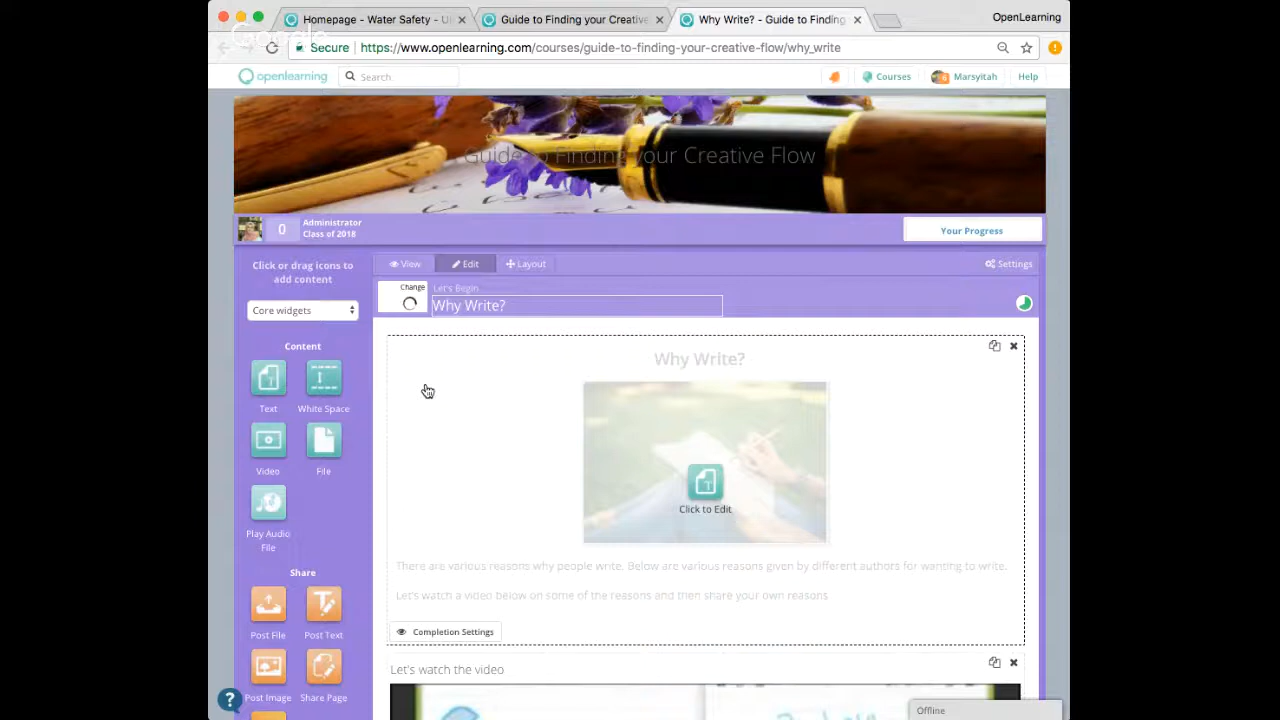 Homepage - Water Safety - U
Guide to Finding your Creative
Why Write? - Guide to Finding
OpenLearning
Google
Secure
https://www.openlearning.com/courses/guide-to-finding-your-creative-flow/why_write
openlearning
Search
Courses
Marsyitah
Help
Guide to Finding your Creative Flow
0
Administrator
Class of 2018
Your Progress
Click or drag icons to
add content
View
Edit
Layout
Settings
Change
Let's Begin
Why Write?
Core widgets
Content
Text
White Space
Video
File
Play Audio
File
Share
Post File
Post Text
Post Image
Share Page
Why Write?
Click to Edit
There are various reasons why people write. Below are various reasons given by different authors for wanting to write.
Let's watch a video below on some of the reasons and then share your own reasons
Completion Settings
Let's watch the video
?
Offline